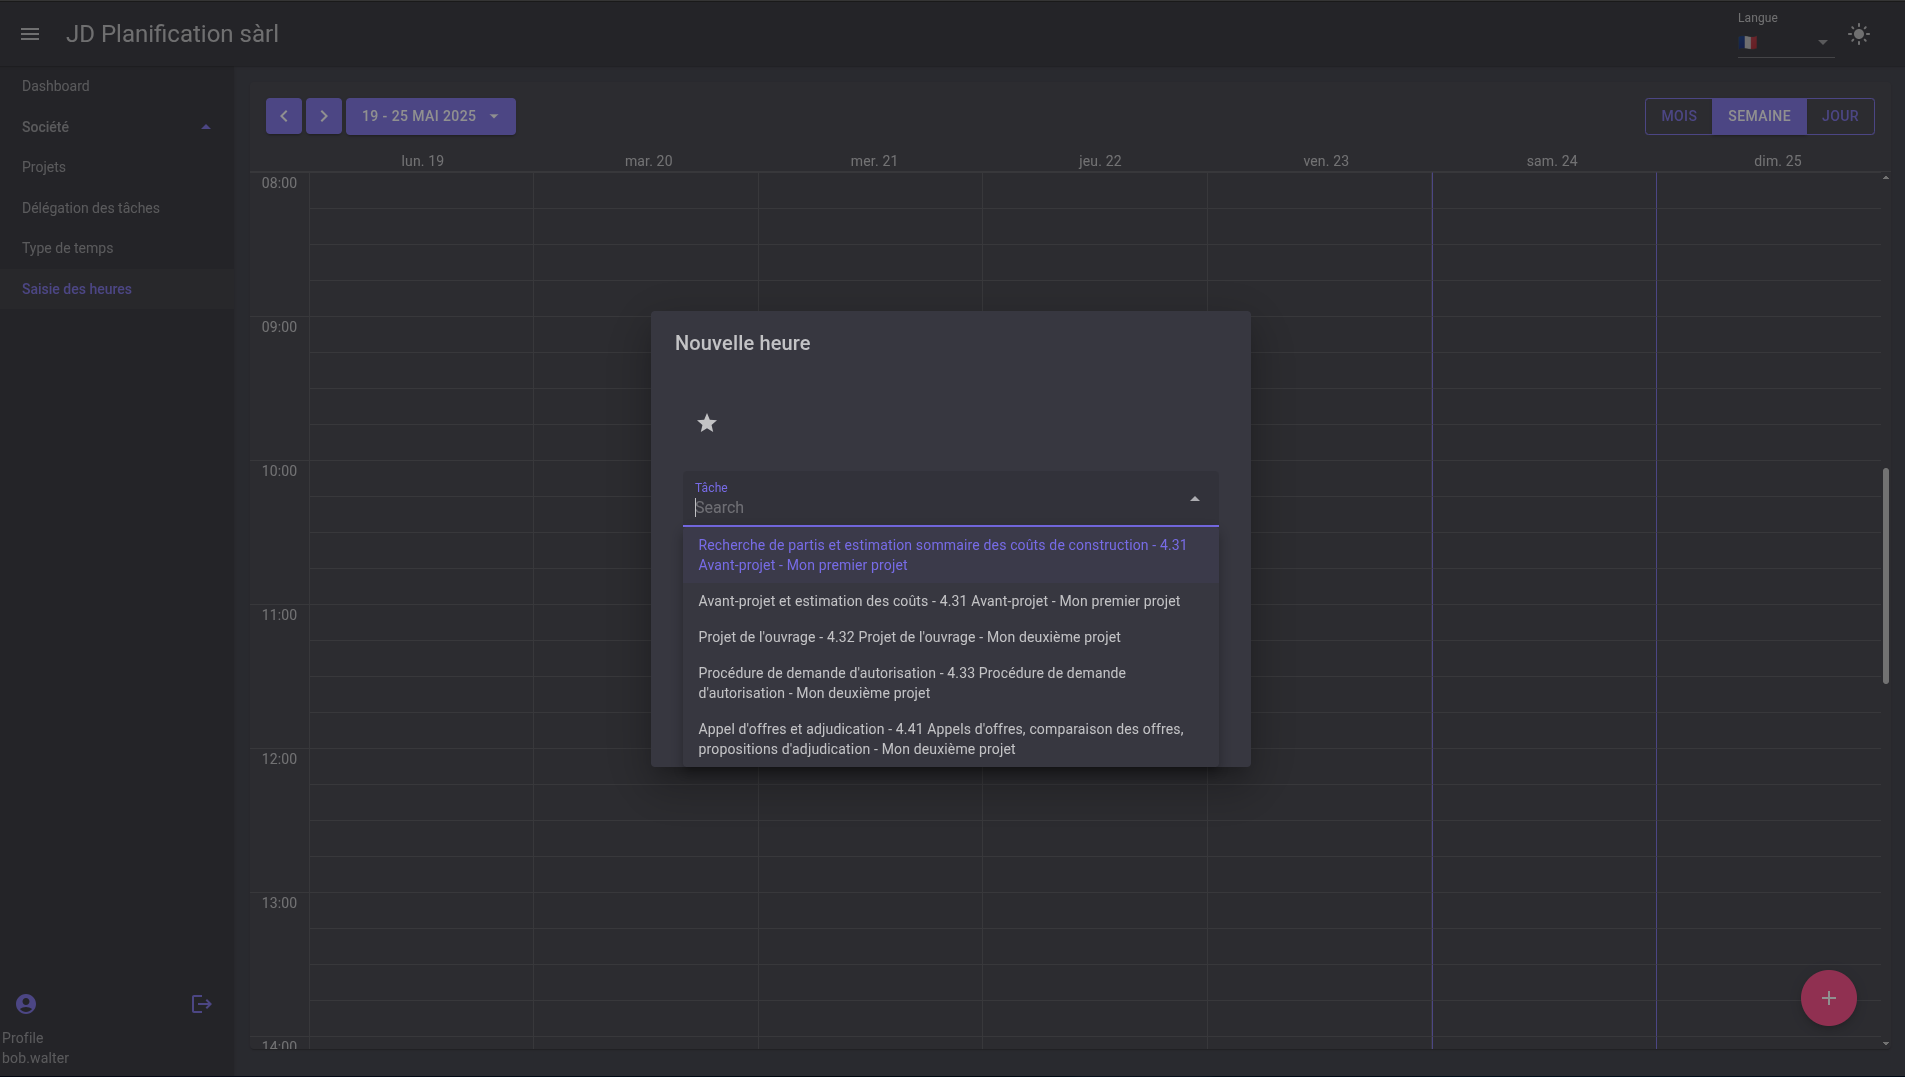 JD Planification sàrl
Langue
Dashboard
Société
Projets
Délégation des tâches
Type de temps
Saisie des heures
19 - 25 MAI 2025
MOIS
SEMAINE
JOUR
lun. 19
mar. 20
mer. 21
jeu. 22
ven. 23
sam. 24
dim. 25
08:00
09:00
10:00
11:00
12:00
13:00
14:00
Nouvelle heure
Tâche
Search
Recherche de partis et estimation sommaire des coûts de construction - 4.31
Avant-projet - Mon premier projet
Avant-projet et estimation des coûts - 4.31 Avant-projet - Mon premier projet
Projet de l'ouvrage - 4.32 Projet de l'ouvrage - Mon deuxième projet
Procédure de demande d'autorisation - 4.33 Procédure de demande
d'autorisation - Mon deuxième projet
Appel d'offres et adjudication - 4.41 Appels d'offres, comparaison des offres,
propositions d'adjudication - Mon deuxième projet
Profile
bob.walter